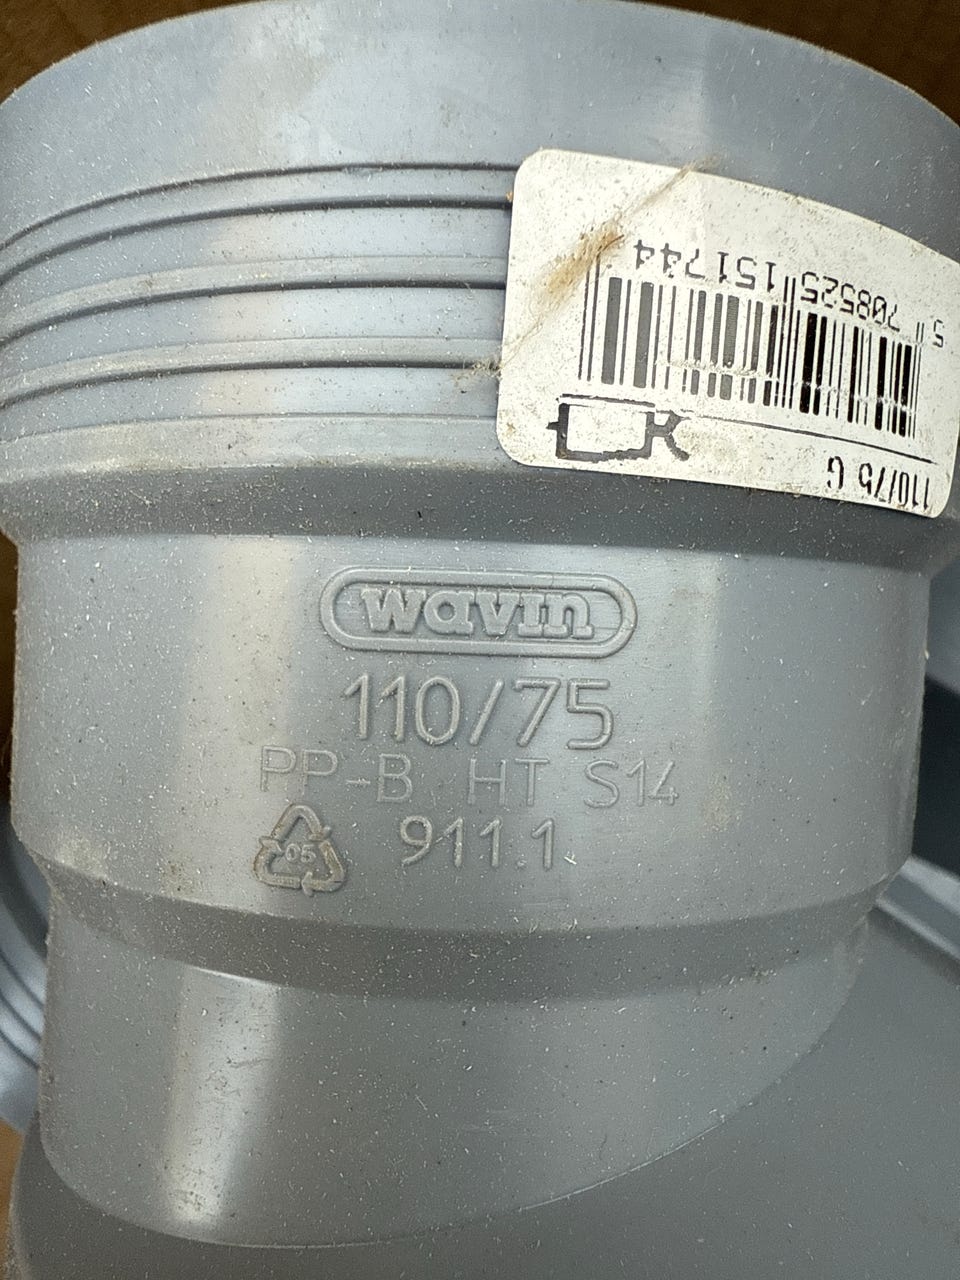 5 708525 151744
110/75 G
wavin
110/75
PP-B HT S14
05
911.1